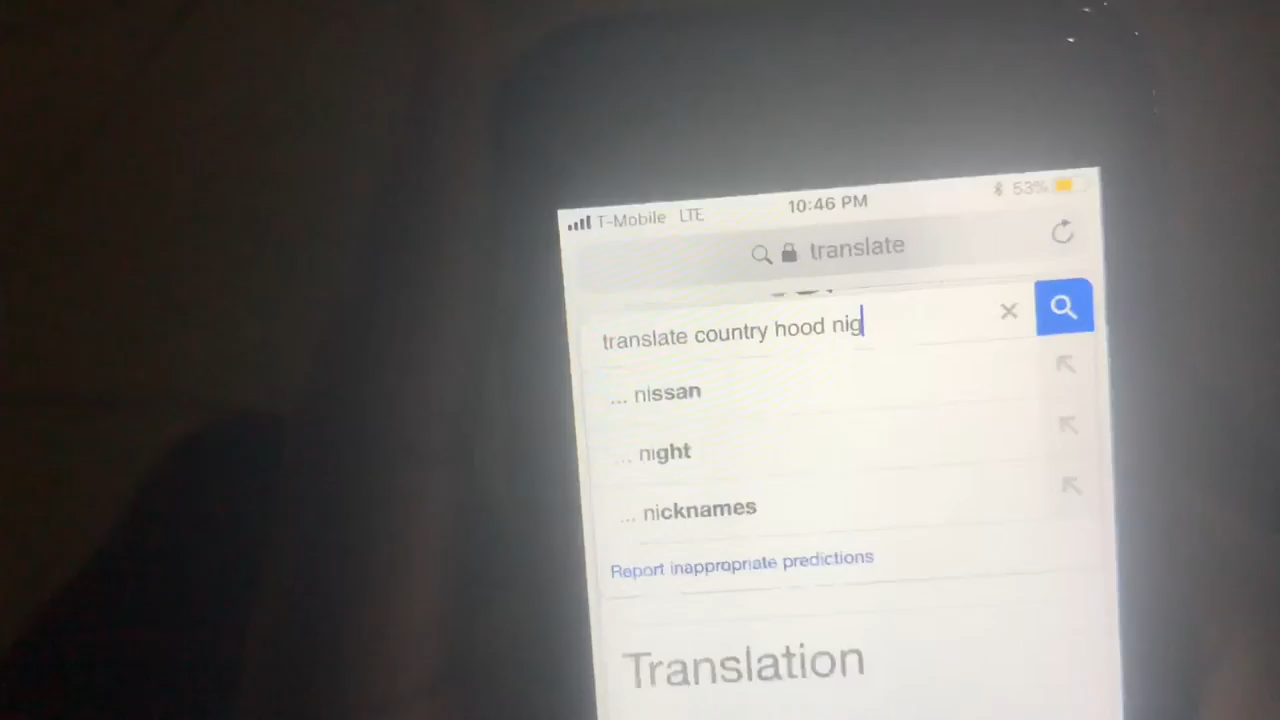 T-Mobile LTE 10:46 PM 53%
translate
translate country hood nig
... nissan
... night
... nicknames
Report inappropriate predictions
Translation